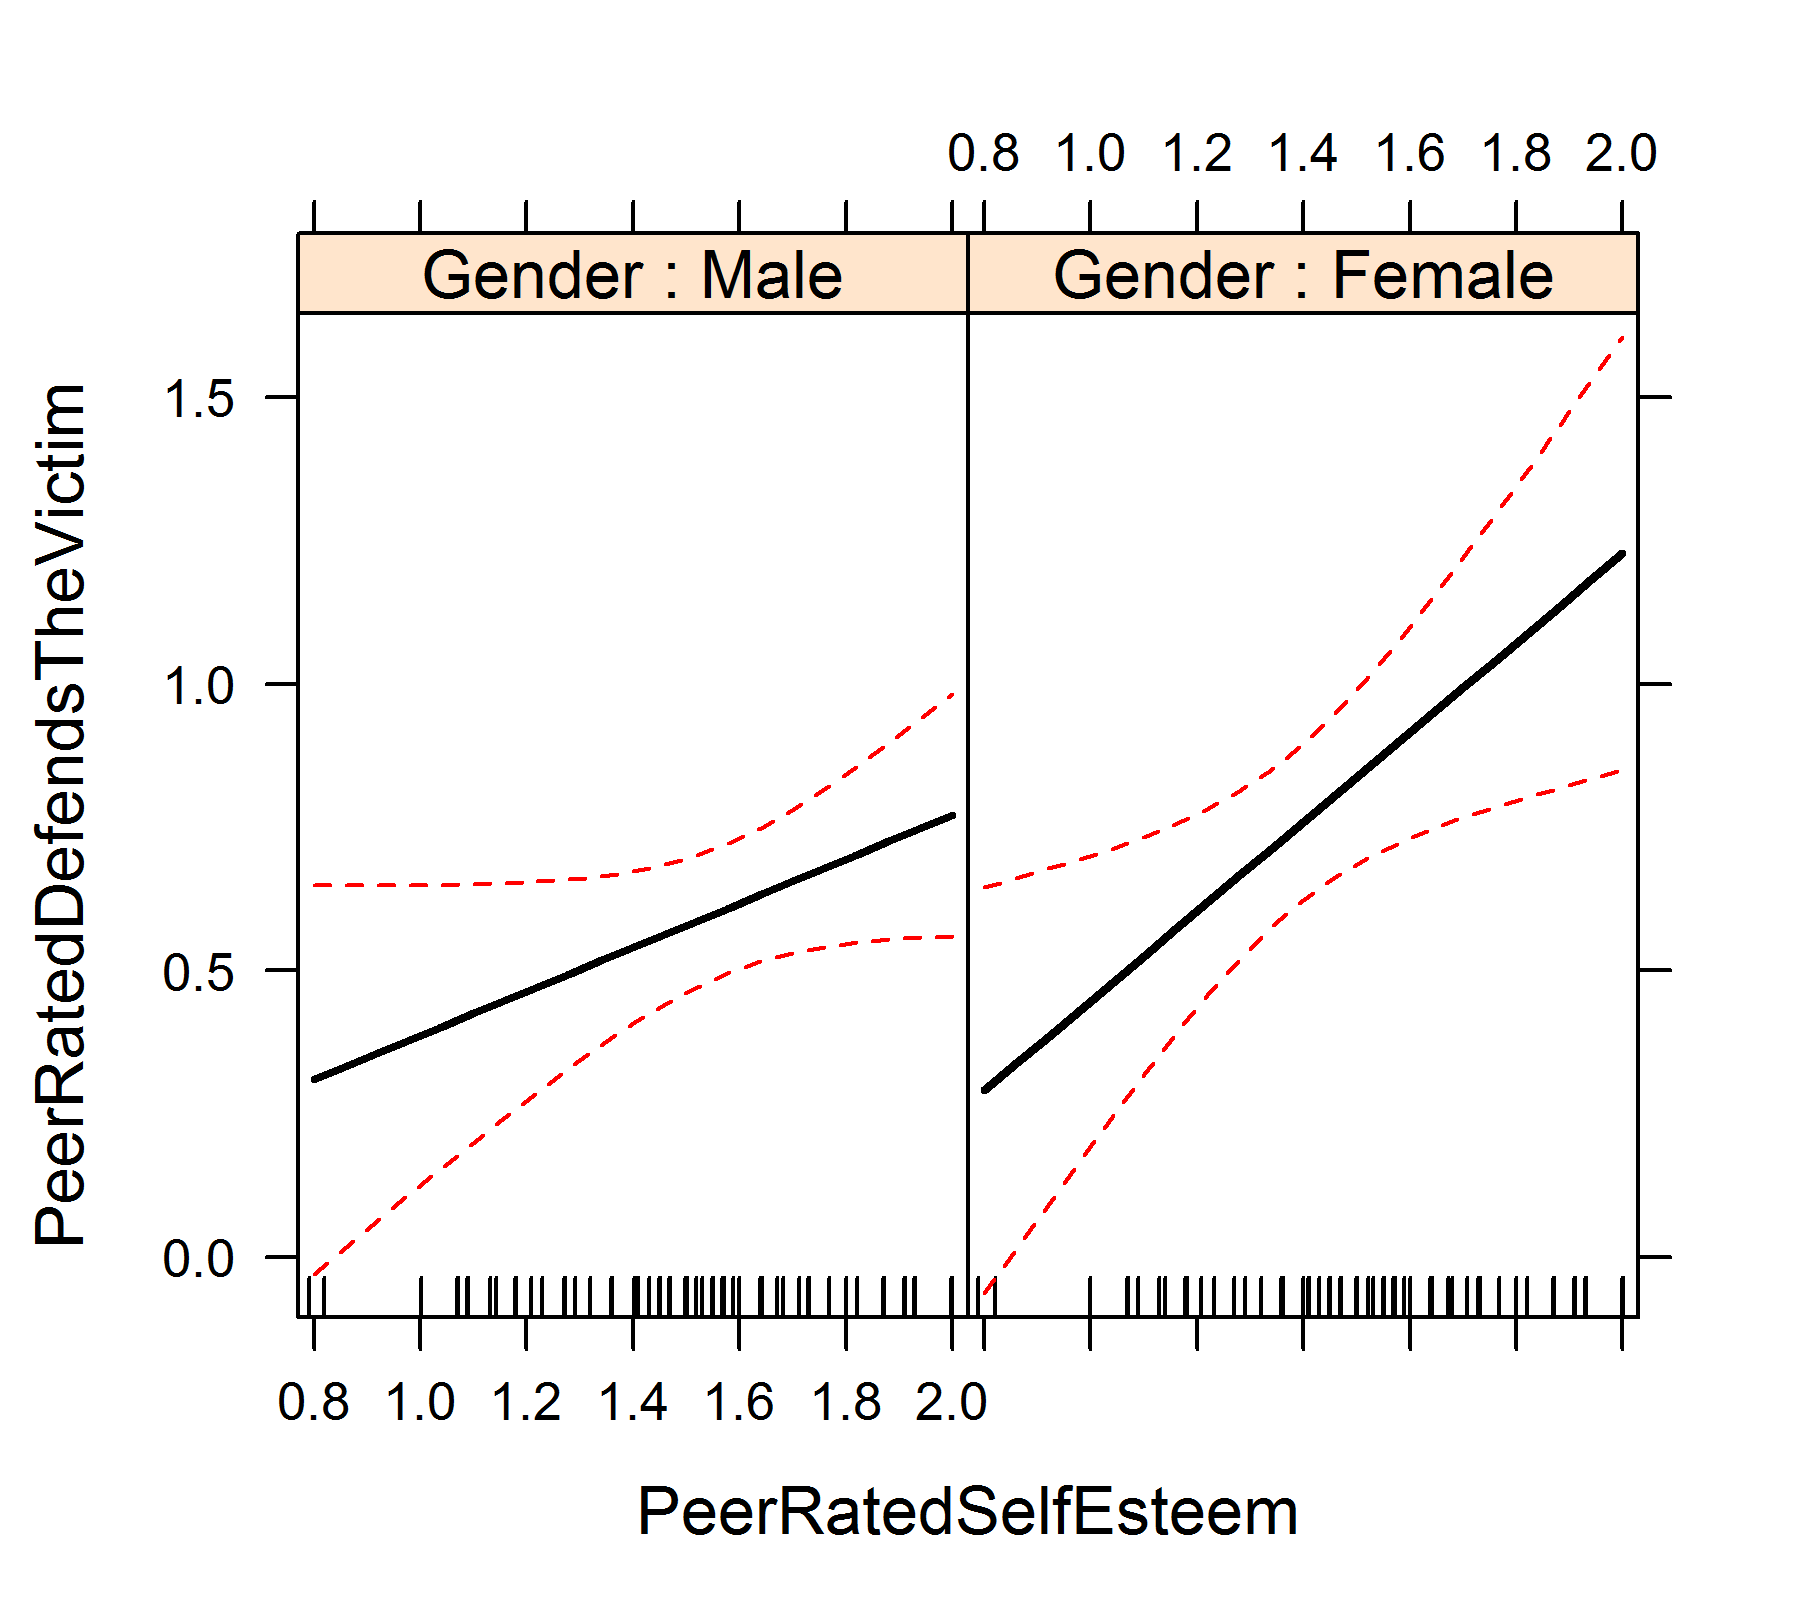 0.8 1.0 1.2 1.4 1.6 1.8 2.0
Gender : Male
Gender : Female
PeerRatedDefendsTheVictim
1.5
1.0
0.5
0.0
0.8 1.0 1.2 1.4 1.6 1.8 2.0
PeerRatedSelfEsteem